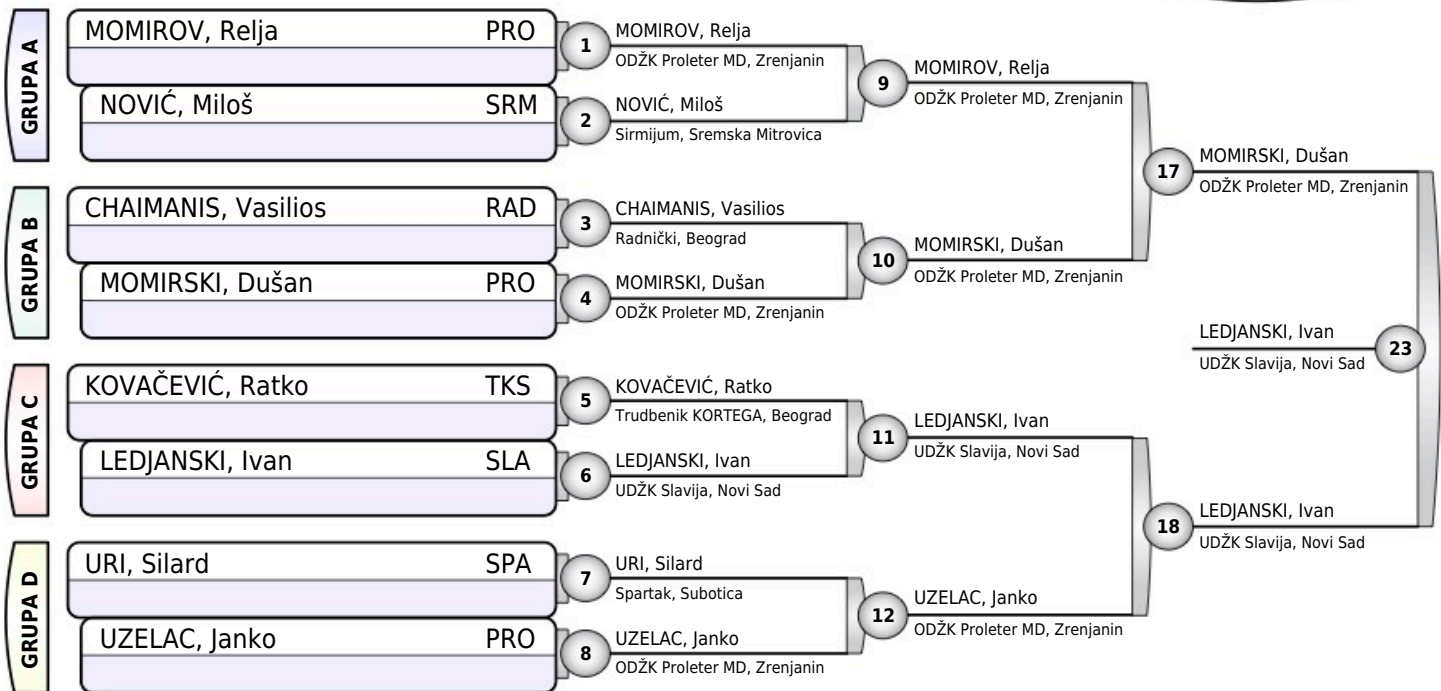 GRUPA A
MOMIROV, Relja PRO
NOVIĆ, Miloš SRM
GRUPA B
CHAIMANIS, Vasilios RAD
MOMIRSKI, Dušan PRO
GRUPA C
KOVAČEVIĆ, Ratko TKS
LEDJANSKI, Ivan SLA
GRUPA D
URI, Silard SPA
UZELAC, Janko PRO
1
MOMIROV, Relja
ODŽK Proleter MD, Zrenjanin
2
NOVIĆ, Miloš
Sirmijum, Sremska Mitrovica
3
CHAIMANIS, Vasilios
Radnički, Beograd
4
MOMIRSKI, Dušan
ODŽK Proleter MD, Zrenjanin
5
KOVAČEVIĆ, Ratko
Trudbenik KORTEGA, Beograd
6
LEDJANSKI, Ivan
UDŽK Slavija, Novi Sad
7
URI, Silard
Spartak, Subotica
8
UZELAC, Janko
ODŽK Proleter MD, Zrenjanin
9
MOMIROV, Relja
ODŽK Proleter MD, Zrenjanin
10
MOMIRSKI, Dušan
ODŽK Proleter MD, Zrenjanin
11
LEDJANSKI, Ivan
UDŽK Slavija, Novi Sad
12
UZELAC, Janko
ODŽK Proleter MD, Zrenjanin
17
MOMIRSKI, Dušan
ODŽK Proleter MD, Zrenjanin
18
LEDJANSKI, Ivan
UDŽK Slavija, Novi Sad
LEDJANSKI, Ivan
UDŽK Slavija, Novi Sad
23